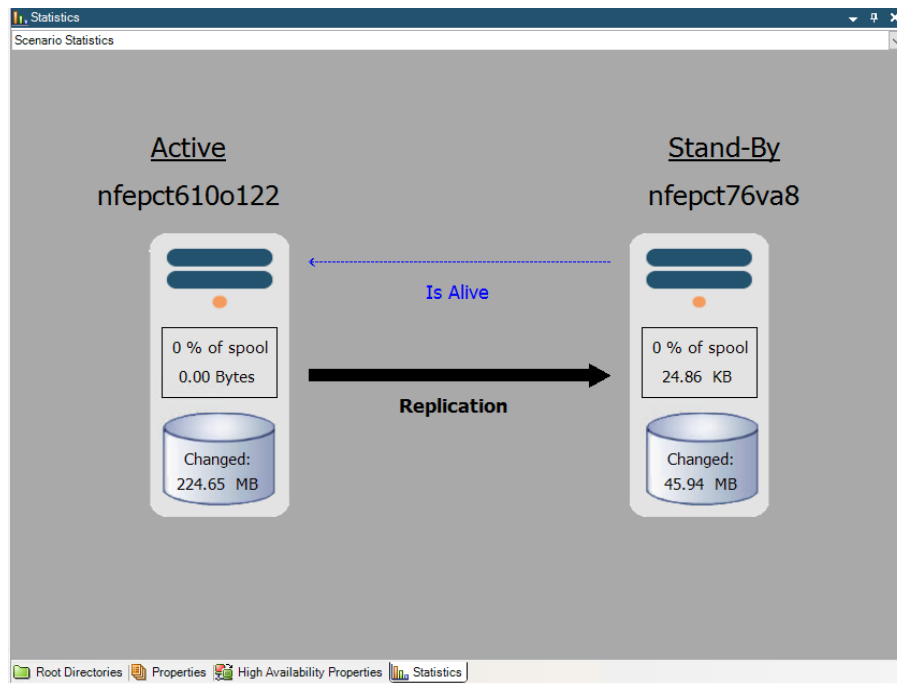 Statistics
Scenario Statistics
Active
Stand-By
nfepct610o122
nfepct76va8
Is Alive
0 % of spool
0.00 Bytes
0 % of spool
24.86 KB
Replication
Changed:
224.65 MB
Changed:
45.94 MB
Root Directories
Properties
High Availability Properties
Statistics